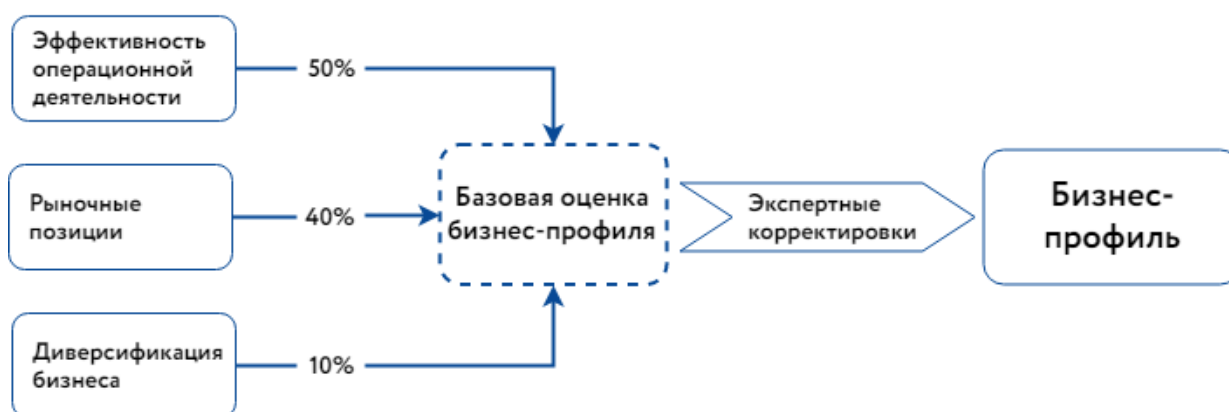 Эффективность
операционной
деятельности
50%
Рыночные
позиции
40%
Диверсификация
бизнеса
10%
Базовая оценка
бизнес-профиля
Экспертные
корректировки
Бизнес-
профиль